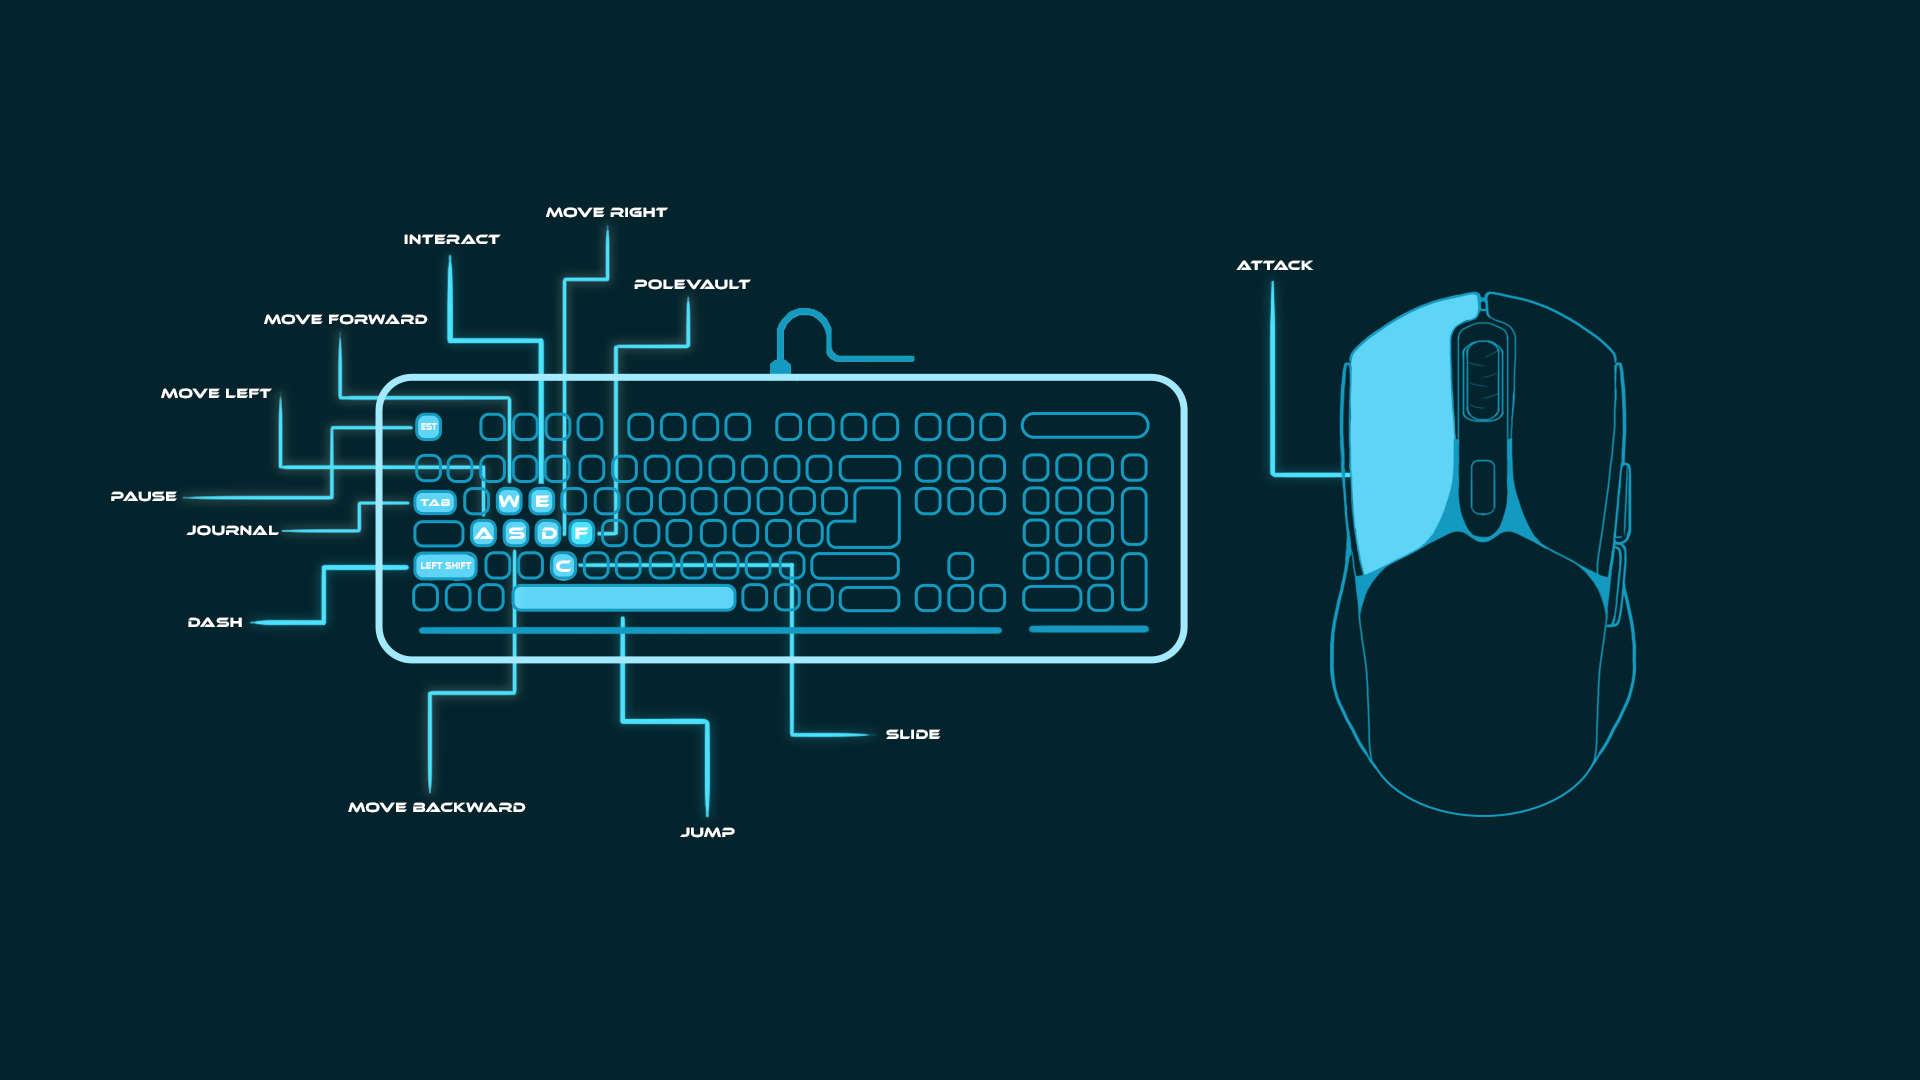 MOVE RIGHT
INTERACT
ATTACK
POLEVAULT
MOVE FORWARD
MOVE LEFT
EST
PAUSE
TAB
W
E
JOURNAL
A
S
D
F
LEFT SHIFT
C
DASH
SLIDE
MOVE BACKWARD
JUMP